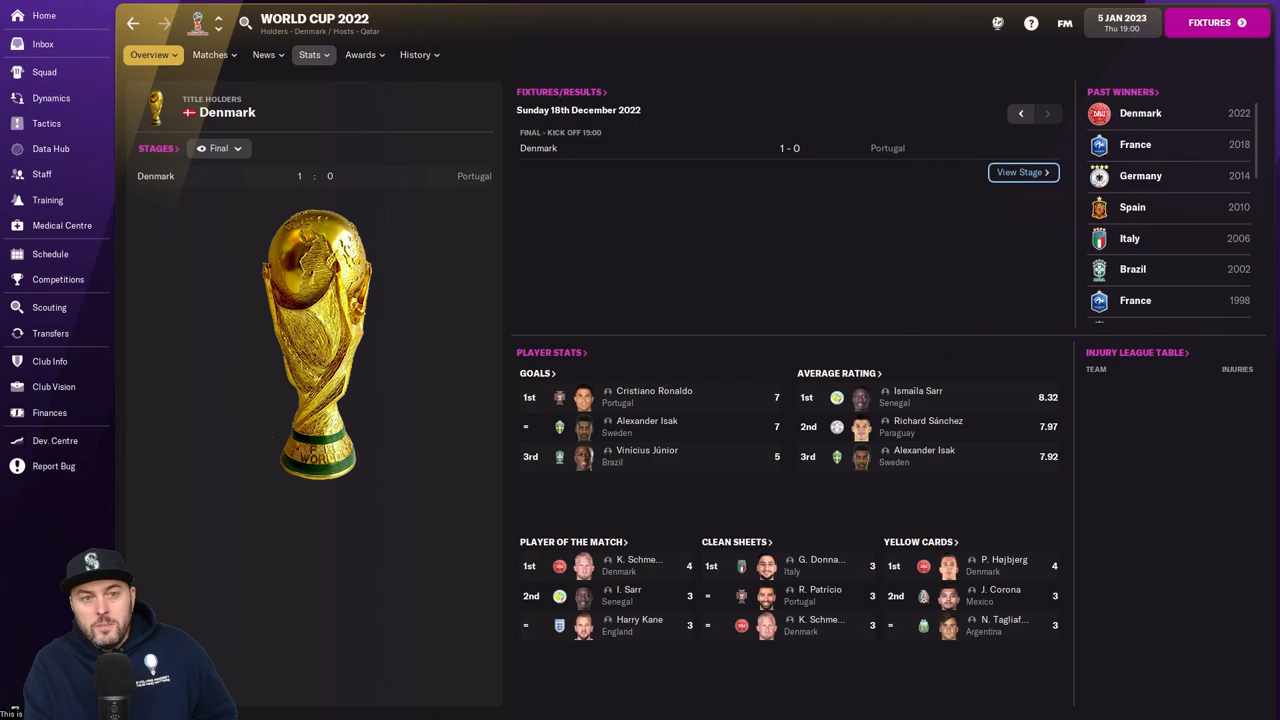 Home
Inbox
Squad
Dynamics
Tactics
Data Hub
Staff
Training
Medical Centre
Schedule
Competitions
Scouting
Transfers
Club Info
Club Vision
Finances
Dev. Centre
Report Bug
This is
WORLD CUP 2022
Holders - Denmark / Hosts - Qatar
FM
5 JAN 2023
Thu 19:00
FIXTURES
Overview
Matches
News
Stats
Awards
History
TITLE HOLDERS
Denmark
STAGES
Final
Denmark 1 : 0 Portugal
FIXTURES/RESULTS
Sunday 18th December 2022
FINAL - KICK OFF 15:00
Denmark 1 - 0 Portugal
View Stage
PAST WINNERS
Denmark 2022
France 2018
Germany 2014
Spain 2010
Italy 2006
Brazil 2002
France 1998
PLAYER STATS
GOALS
1st Cristiano Ronaldo 7
Portugal
= Alexander Isak 7
Sweden
3rd Vinícius Júnior 5
Brazil
AVERAGE RATING
1st Ismaïla Sarr 8.32
Senegal
2nd Richard Sánchez 7.97
Paraguay
3rd Alexander Isak 7.92
Sweden
PLAYER OF THE MATCH
1st K. Schme... 4
Denmark
2nd I. Sarr 3
Senegal
= Harry Kane 3
England
CLEAN SHEETS
1st G. Donna... 3
Italy
= R. Patrício 3
Portugal
= K. Schme... 3
Denmark
YELLOW CARDS
1st P. Højbjerg 4
Denmark
2nd J. Corona 3
Mexico
= N. Tagliaf... 3
Argentina
INJURY LEAGUE TABLE
TEAM INJURIES